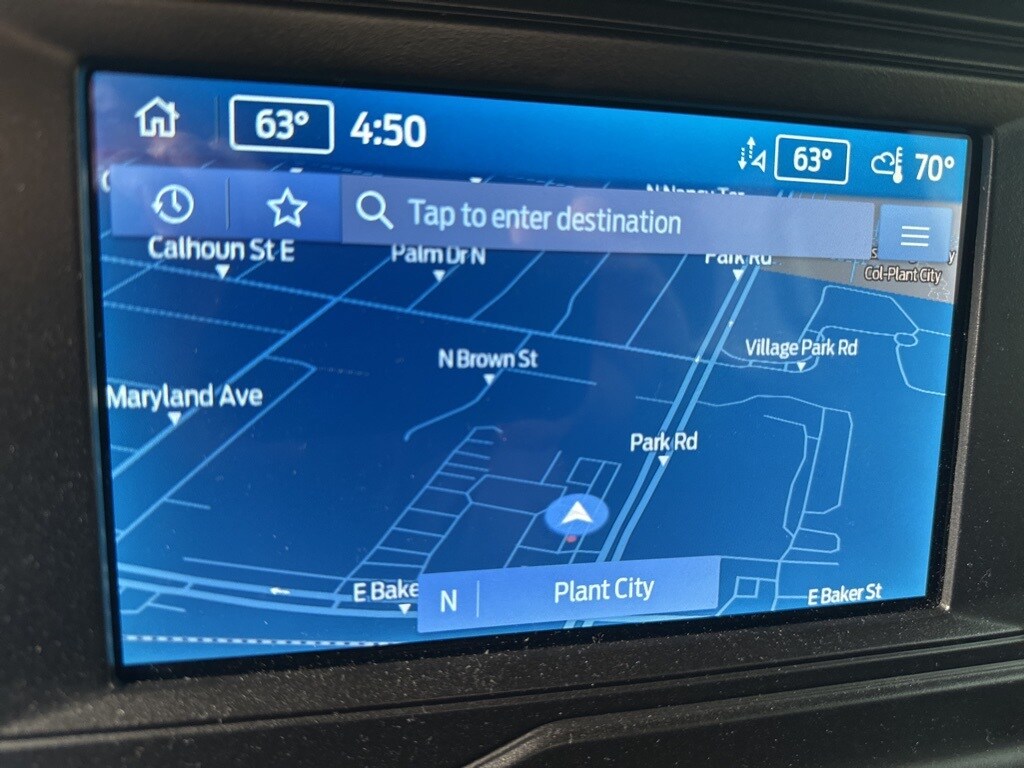 63° 4:50 63° 70°
Tap to enter destination
Calhoun St E
Palm Dr N
Park Rd
Col-Plant City
Village Park Rd
N Brown St
Maryland Ave
Park Rd
E Bake
N Plant City
E Baker St